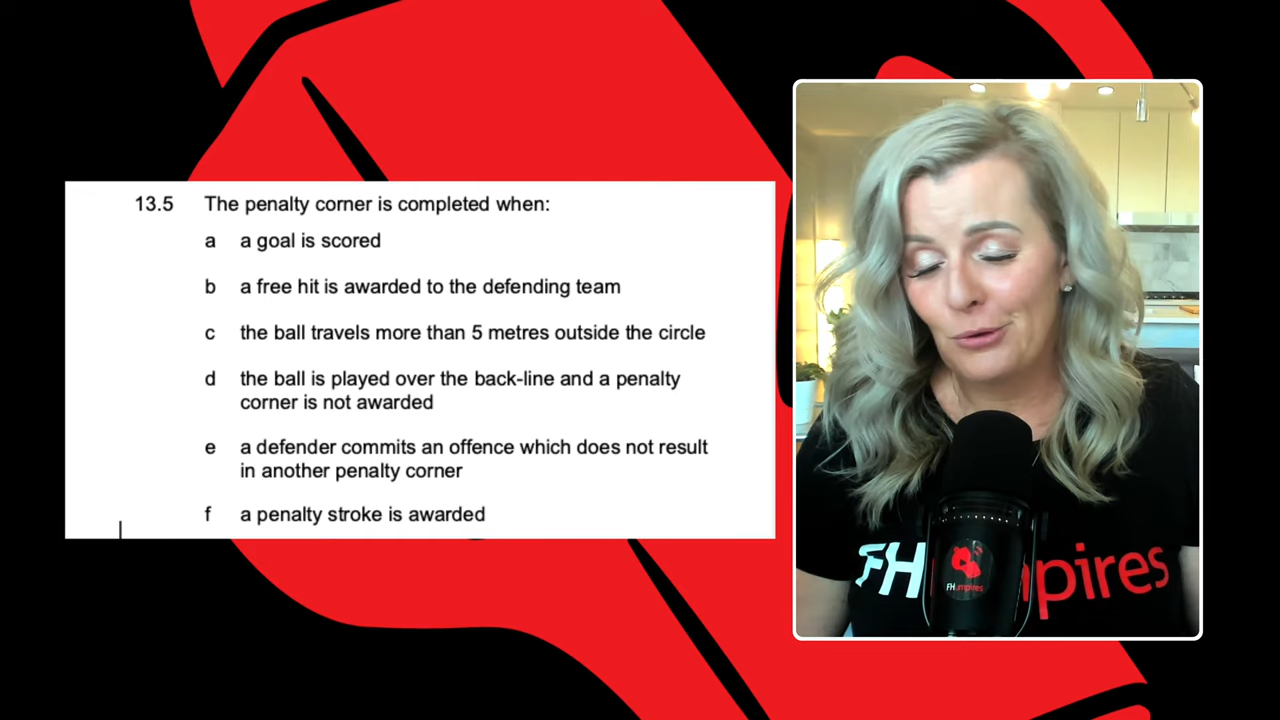 13.5 The penalty corner is completed when:
a a goal is scored
b a free hit is awarded to the defending team
c the ball travels more than 5 metres outside the circle
d the ball is played over the back-line and a penalty
corner is not awarded
e a defender commits an offence which does not result
in another penalty corner
f a penalty stroke is awarded
FH mpires
FHumpires